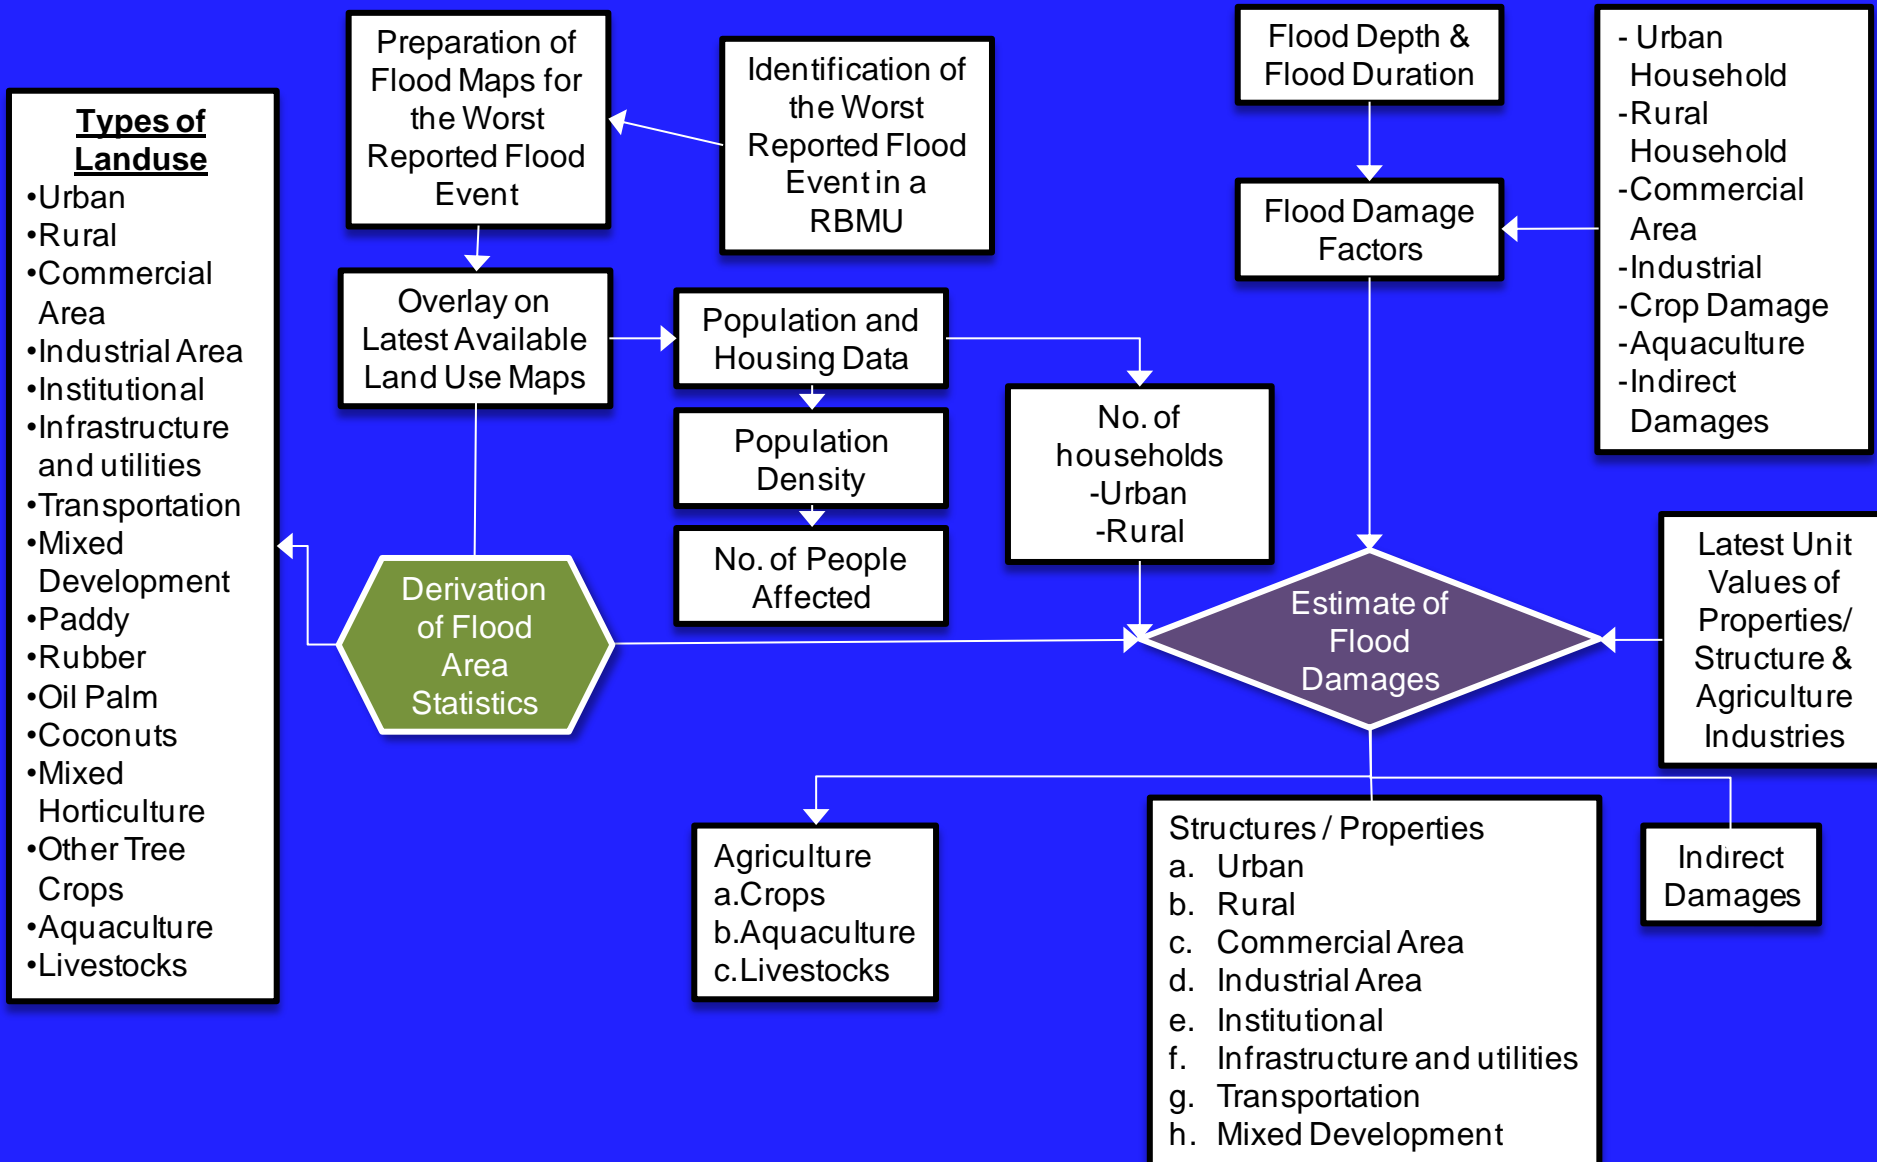 Types of
Landuse
•Urban
•Rural
•Commercial
Area
•Industrial Area
•Institutional
•Infrastructure
and utilities
•Transportation
•Mixed
Development
•Paddy
•Rubber
•Oil Palm
•Coconuts
•Mixed
Horticulture
•Other Tree
Crops
•Aquaculture
•Livestocks
Preparation of
Flood Maps for
the Worst
Reported Flood
Event
Identification of
the Worst
Reported Flood
Event in a
RBMU
Overlay on
Latest Available
Land Use Maps
Population and
Housing Data
Population
Density
No. of People
Affected
No. of
households
-Urban
-Rural
Derivation
of Flood
Area
Statistics
Flood Depth &
Flood Duration
Flood Damage
Factors
- Urban
Household
-Rural
Household
-Commercial
Area
-Industrial
-Crop Damage
-Aquaculture
-Indirect
Damages
Estimate of
Flood
Damages
Latest Unit
Values of
Properties/
Structure &
Agriculture
Industries
Agriculture
a.Crops
b.Aquaculture
c.Livestocks
Structures / Properties
a. Urban
b. Rural
c. Commercial Area
d. Industrial Area
e. Institutional
f. Infrastructure and utilities
g. Transportation
h. Mixed Development
Indirect
Damages